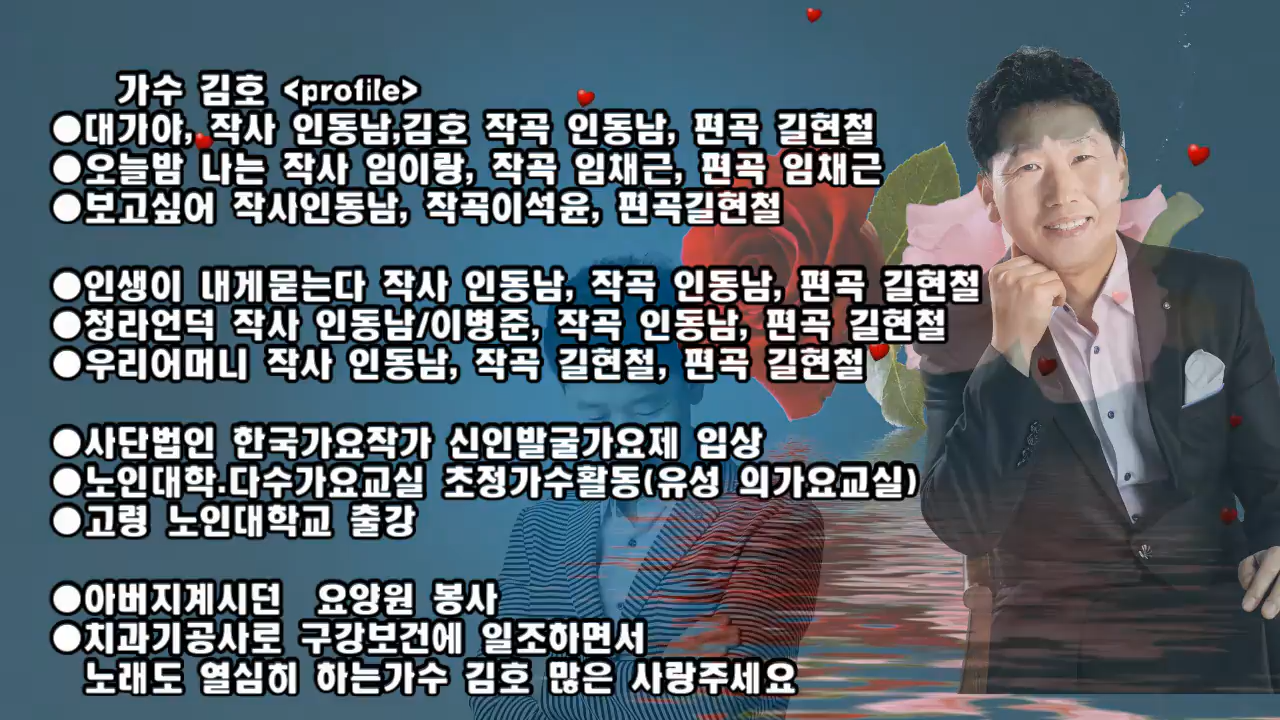 가수 김호 <profile>
●대가야, 작사 인동남,김호 작곡 인동남, 편곡 길현철
●오늘밤 나는 작사 임이랑, 작곡 임채근, 편곡 임채근
●보고싶어 작사인동남, 작곡이석윤, 편곡길현철
●인생이 내게묻는다 작사 인동남, 작곡 인동남, 편곡 길현철
●청라언덕 작사 인동남/이병준, 작곡 인동남, 편곡 길현철
●우리어머니 작사 인동남, 작곡 길현철, 편곡 길현철
●사단법인 한국가요작가 신인발굴가요제 입상
●노인대학.다수가요교실 초정가수활동(유성 의가요교실)
●고령 노인대학교 출강
●아버지계시던 요양원 봉사
●치과기공사로 구강보건에 일조하면서
노래도 열심히 하는가수 김호 많은 사랑주세요